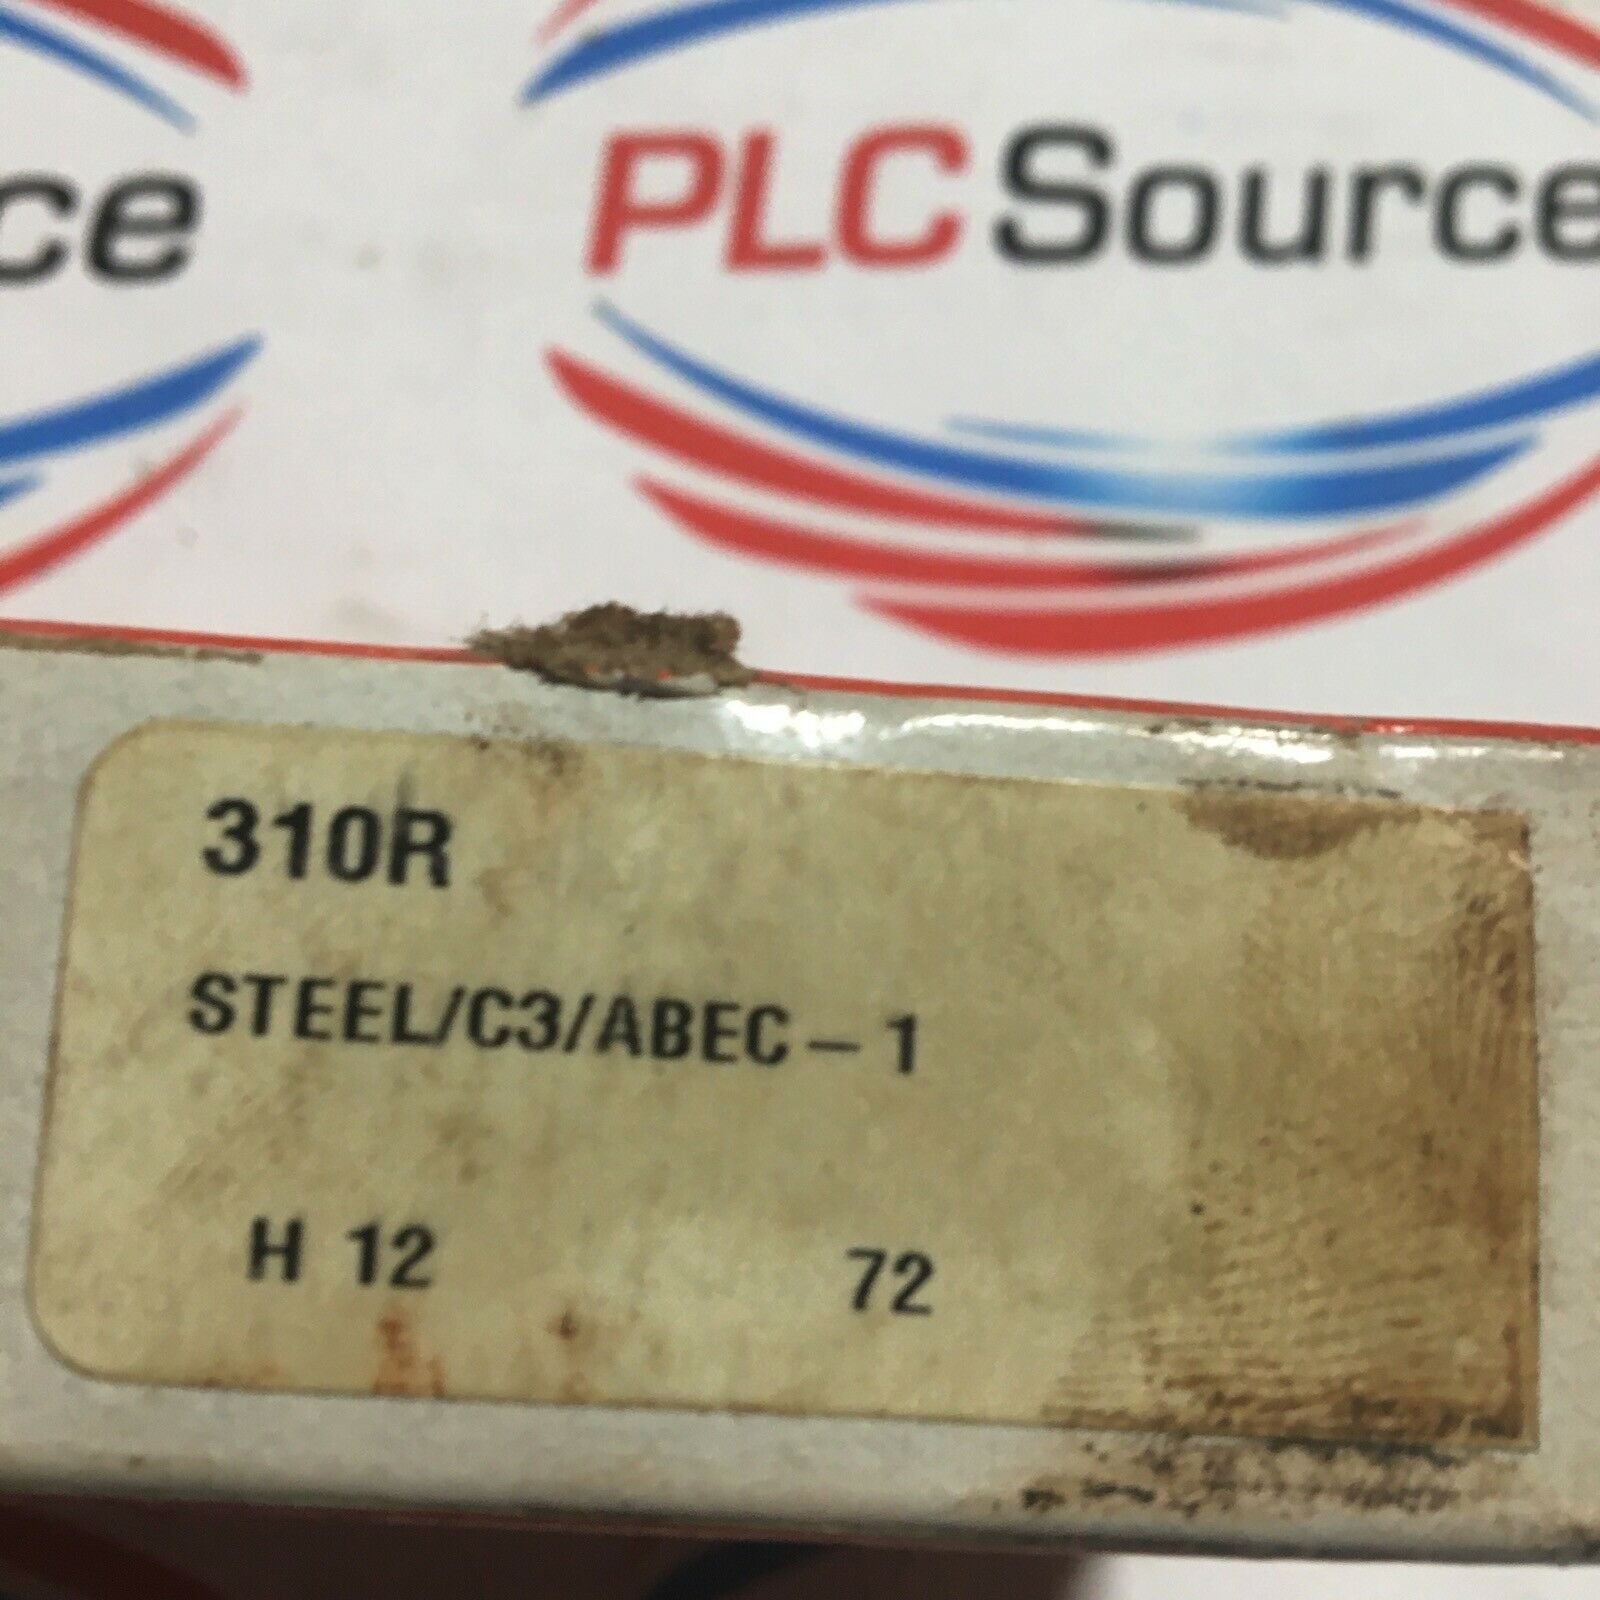 ce
PLC Source
310R
STEEL/C3/ABEC – 1
H 12 72